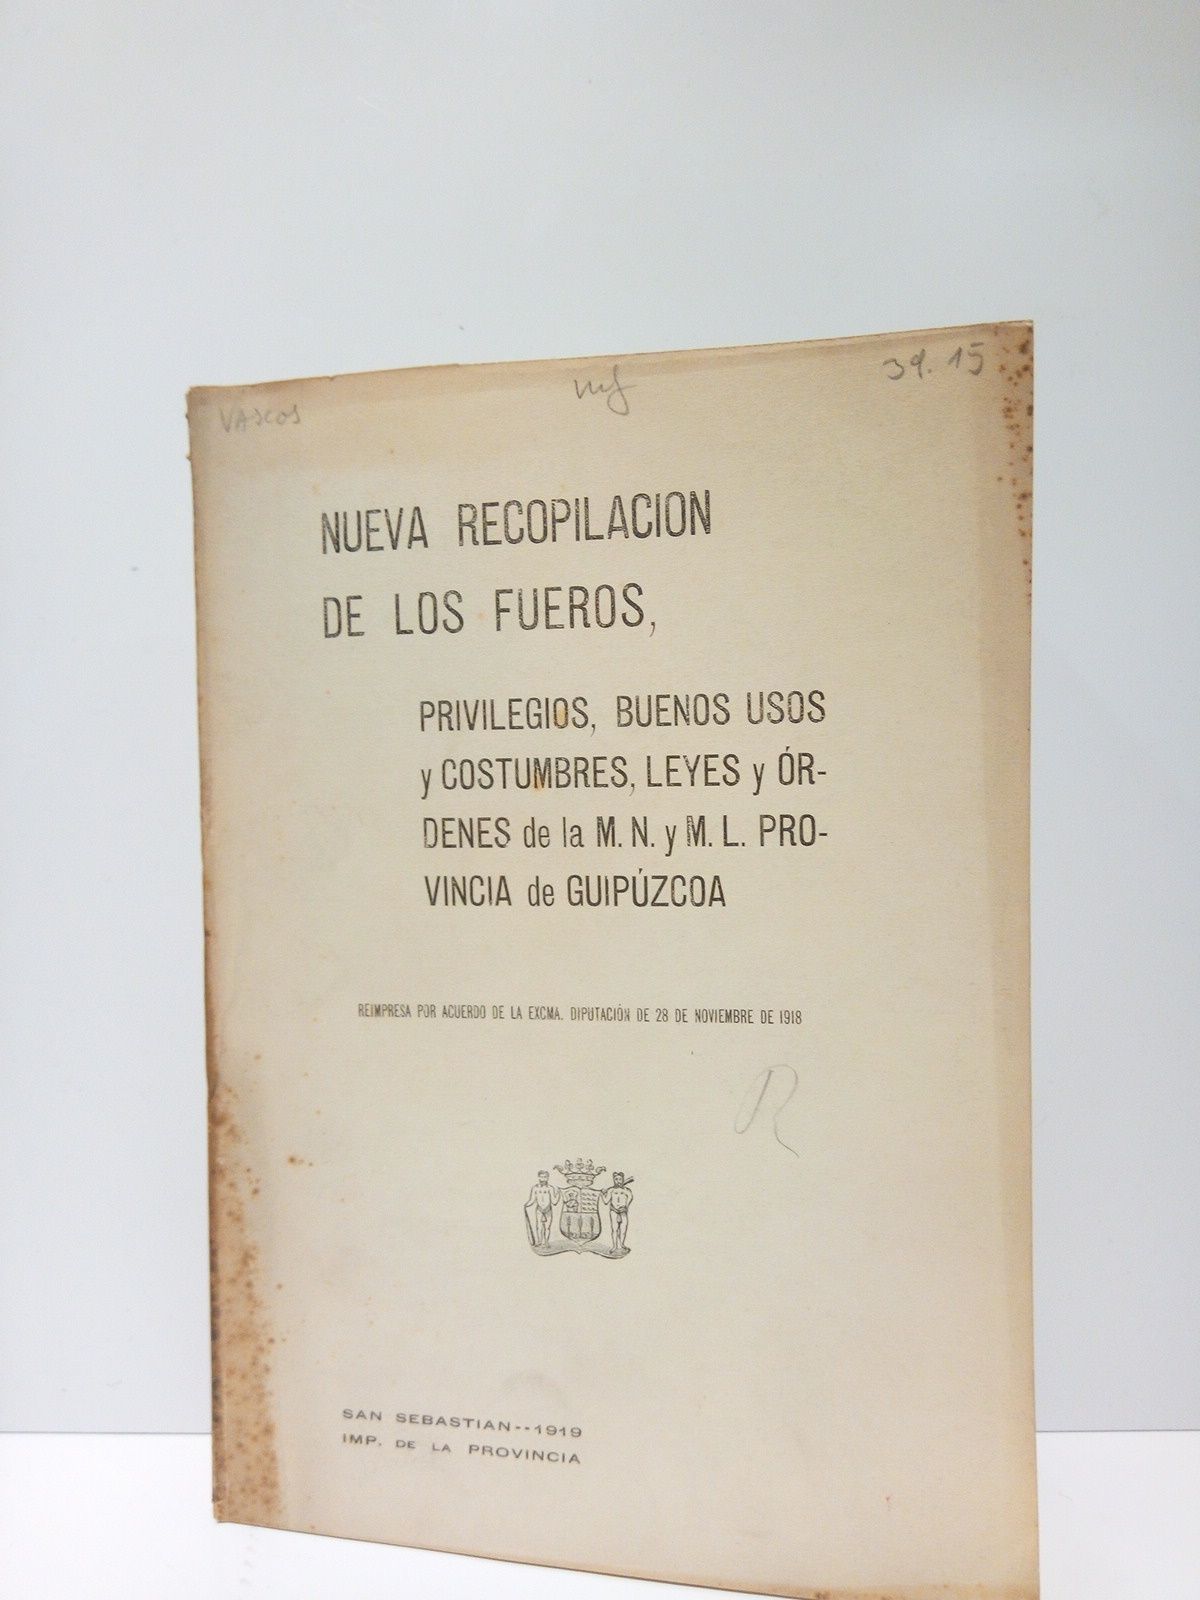 VASCOS
39.15
NUEVA RECOPILACION
DE LOS FUEROS,
PRIVILEGIOS, BUENOS USOS
y COSTUMBRES, LEYES y ÓR-
DENES de la M. N. y M. L. PRO-
VINCIA de GUIPÚZCOA
REIMPRESA POR ACUERDO DE LA EXCMA. DIPUTACIÓN DE 28 DE NOVIEMBRE DE 1918
R
SAN SEBASTIAN--1919
IMP. DE LA PROVINCIA